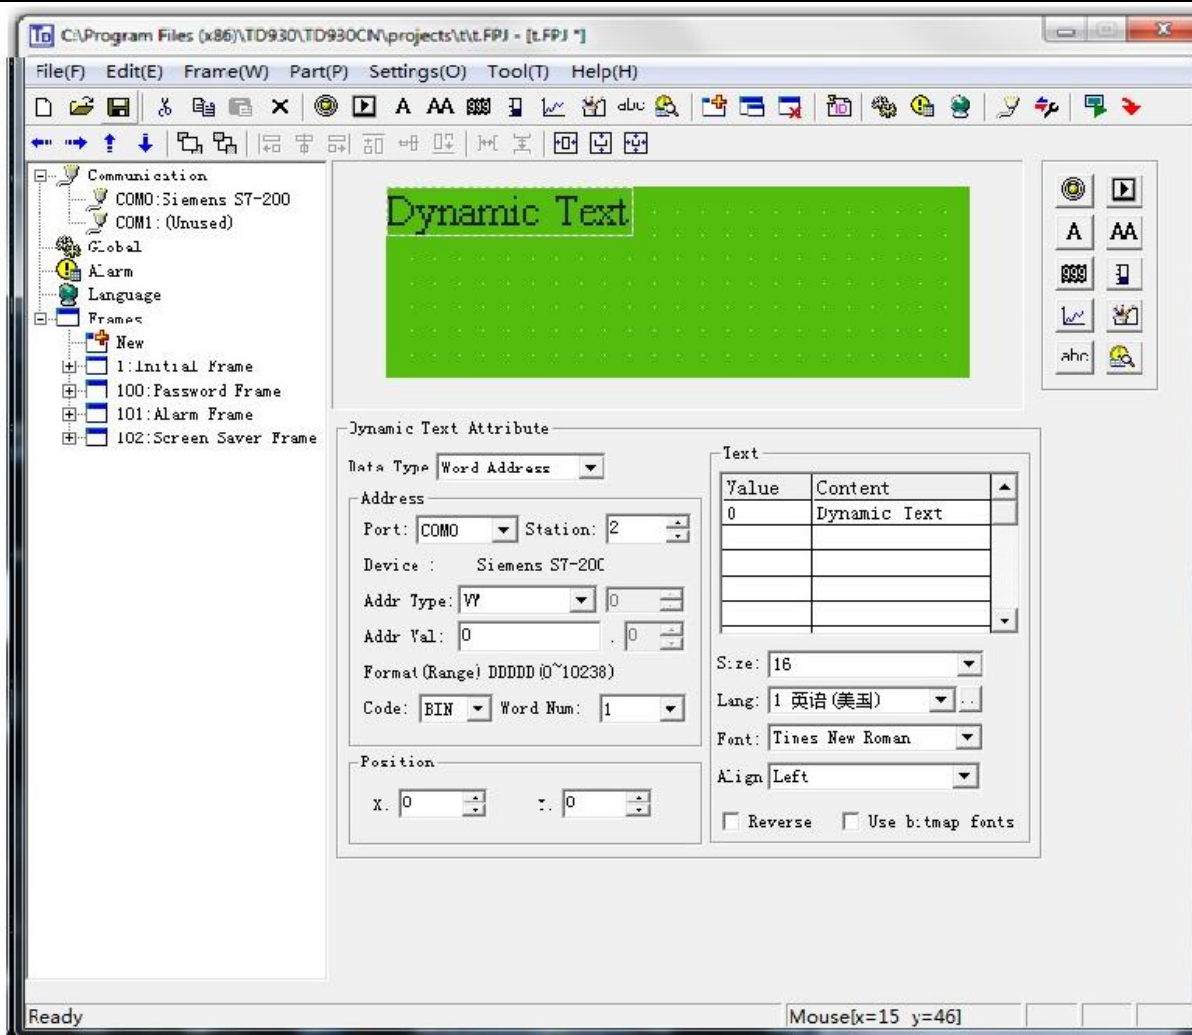 C:\Program Files (x86)\TD930\TD930CN\projects\t\t.FPJ - [t.FPJ *]
File(F) Edit(E) Frame(W) Part(P) Settings(O) Tool(T) Help(H)
Communication
COM0:Siemens S7-200
COM1:(Unused)
Global
Alarm
Language
Frames
New
1:Initial Frame
100:Password Frame
101:Alarm Frame
102:Screen Saver Frame
Dynamic Text
Dynamic Text Attribute
Data Type Word Address
Address
Port: COM0 Station: 2
Device : Siemens S7-200
Addr Type: VW 0
Addr Val: 0 . 0
Format(Range) DDDDD(0~10238)
Code: BIN Word Num: 1
Position
X. 0 0
Text
Value Content
0 Dynamic Text
Size: 16
Lang: 1 英语(美国) ..
Font: Times New Roman
Align Left
Reverse Use bitmap fonts
A AA
abc
Ready Mouse[x=15 y=46]